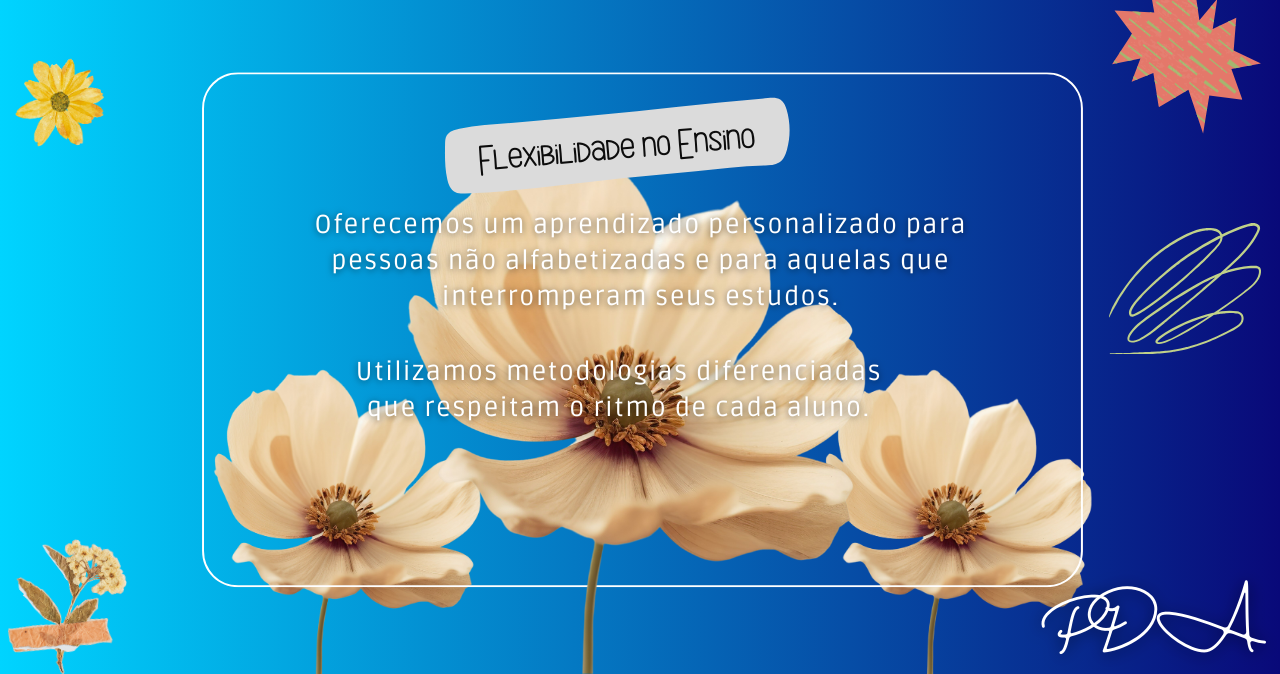 Flexibilidade no Ensino
Oferecemos um aprendizado personalizado para
pessoas não alfabetizadas e para aquelas que
interromperam seus estudos.
Utilizamos metodologias diferenciadas
que respeitam o ritmo de cada aluno.
PDA